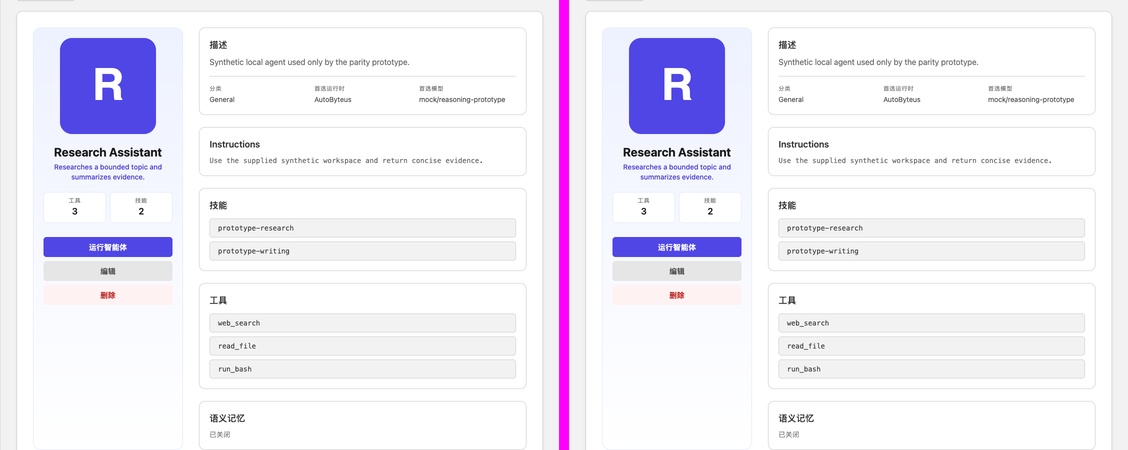 R
Research Assistant
Researches a bounded topic and
summarizes evidence.
工具
3
技能
2
运行智能体
编辑
删除
描述
Synthetic local agent used only by the parity prototype.
分类
General
首选运行时
AutoByteus
首选模型
mock/reasoning-prototype
Instructions
Use the supplied synthetic workspace and return concise evidence.
技能
prototype-research
prototype-writing
工具
web_search
read_file
run_bash
语义记忆
已关闭
R
Research Assistant
Researches a bounded topic and
summarizes evidence.
工具
3
技能
2
运行智能体
编辑
删除
描述
Synthetic local agent used only by the parity prototype.
分类
General
首选运行时
AutoByteus
首选模型
mock/reasoning-prototype
Instructions
Use the supplied synthetic workspace and return concise evidence.
技能
prototype-research
prototype-writing
工具
web_search
read_file
run_bash
语义记忆
已关闭